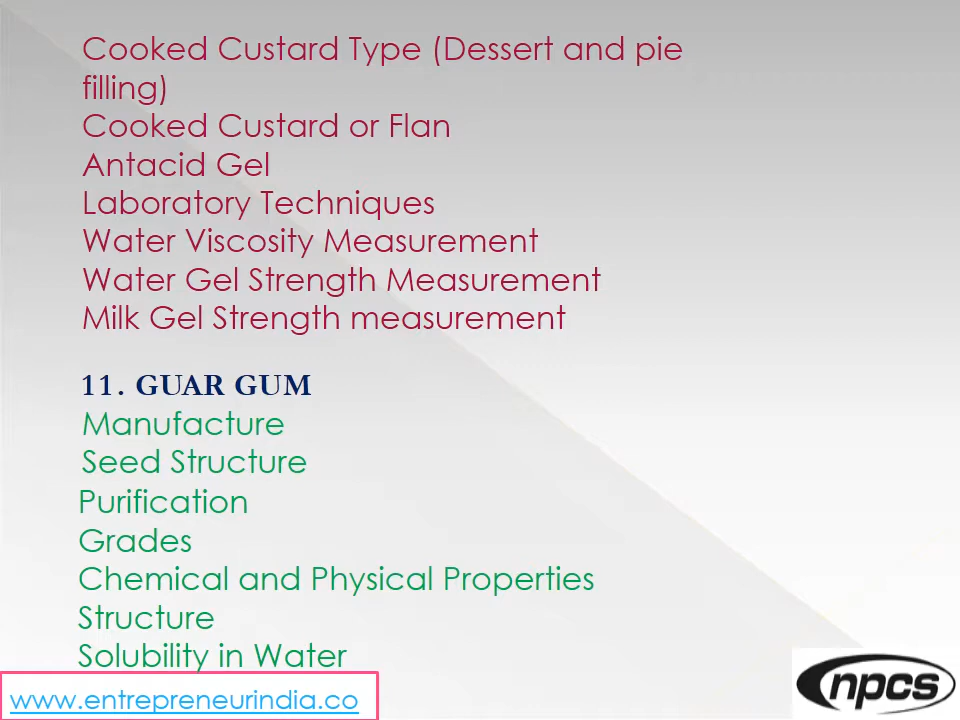 Cooked Custard Type (Dessert and pie
filling)
Cooked Custard or Flan
Antacid Gel
Laboratory Techniques
Water Viscosity Measurement
Water Gel Strength Measurement
Milk Gel Strength measurement
11. GUAR GUM
Manufacture
Seed Structure
Purification
Grades
Chemical and Physical Properties
Structure
Solubility in Water
www.entrepreneurindia.co
npcs